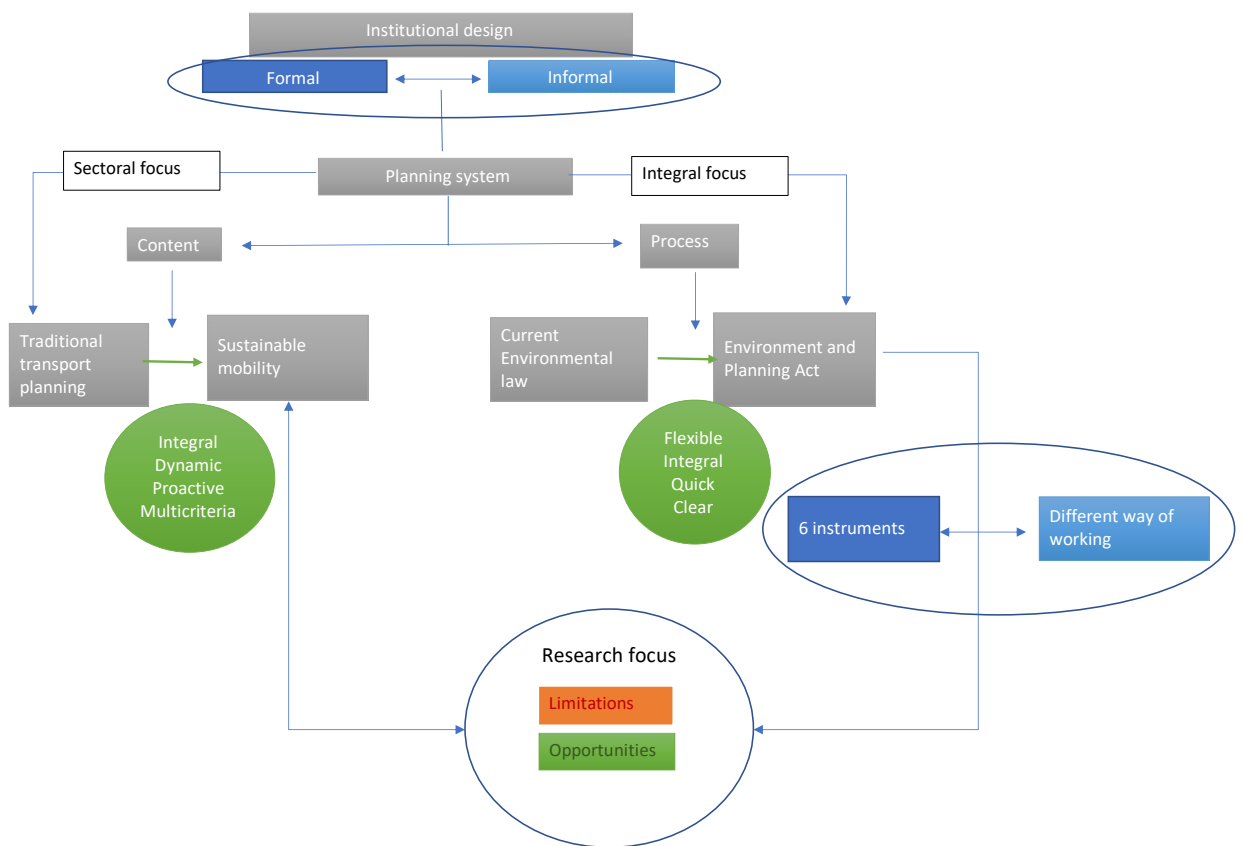 Institutional design
Formal
Informal
Sectoral focus
Planning system
Integral focus
Content
Process
Traditional
transport
planning
Sustainable
mobility
Current
Environmental
law
Environment and
Planning Act
Integral
Dynamic
Proactive
Multicriteria
Flexible
Integral
Quick
Clear
6 instruments
Different way of
working
Research focus
Limitations
Opportunities